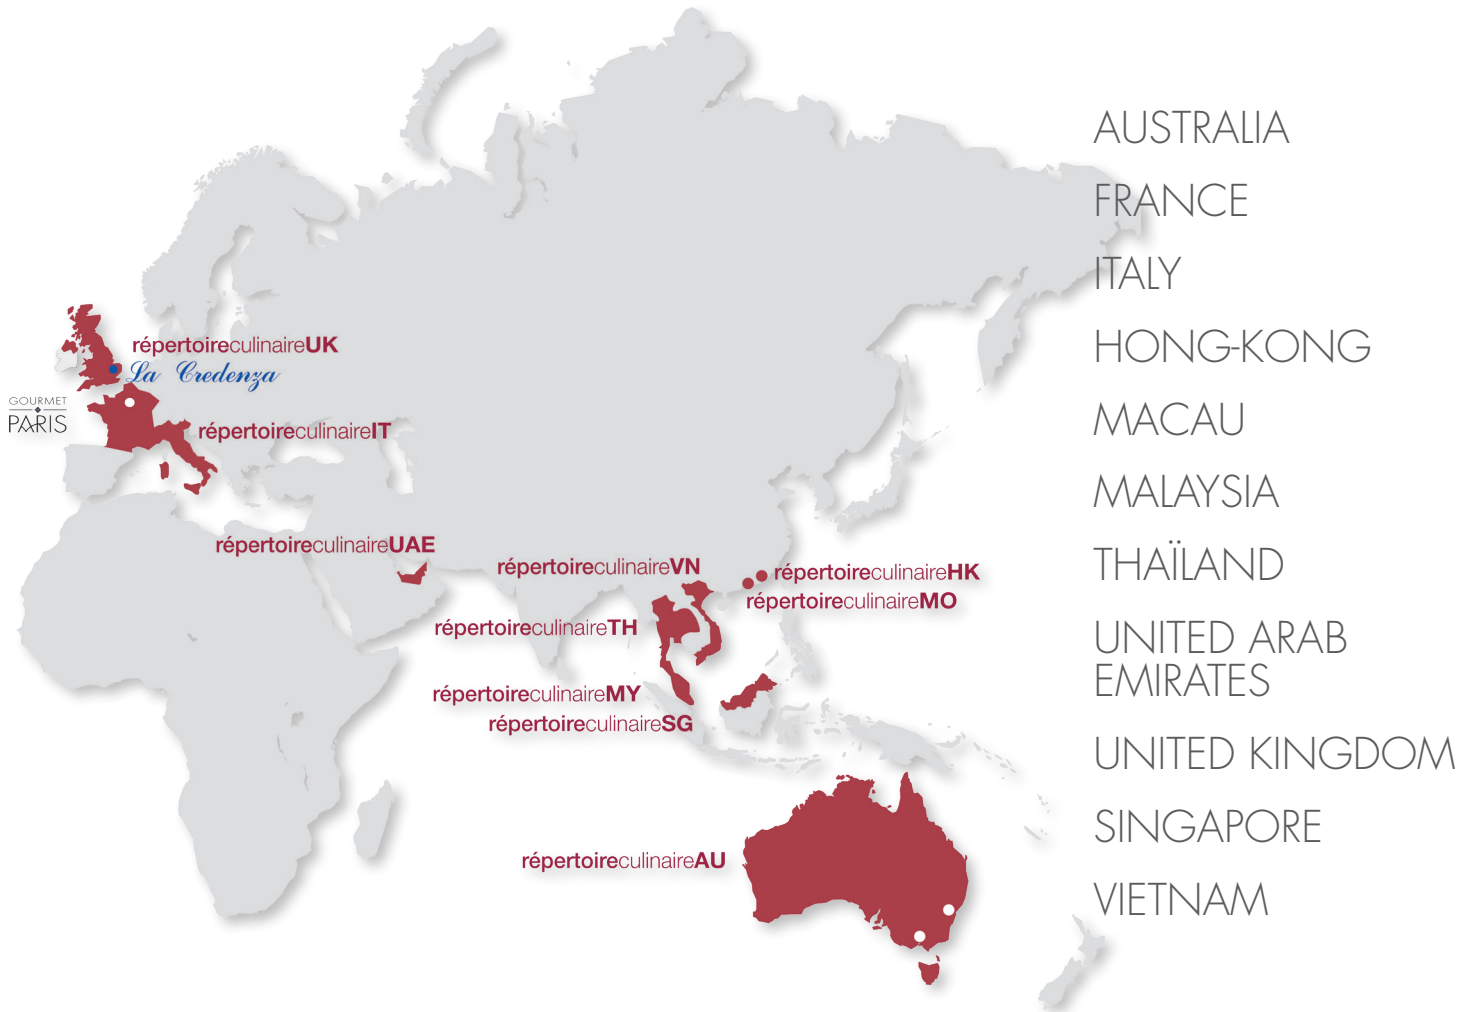 AUSTRALIA
FRANCE
ITALY
HONG-KONG
MACAU
MALAYSIA
THAÏLAND
UNITED ARAB
EMIRATES
UNITED KINGDOM
SINGAPORE
VIETNAM
répertoireculinaireUK
La Credenza
GOURMET
PARIS
répertoireculinaireIT
répertoireculinaireUAE
répertoireculinaireVN
répertoireculinaireHK
répertoireculinaireMO
répertoireculinaireTH
répertoireculinaireMY
répertoireculinaireSG
répertoireculinaireAU